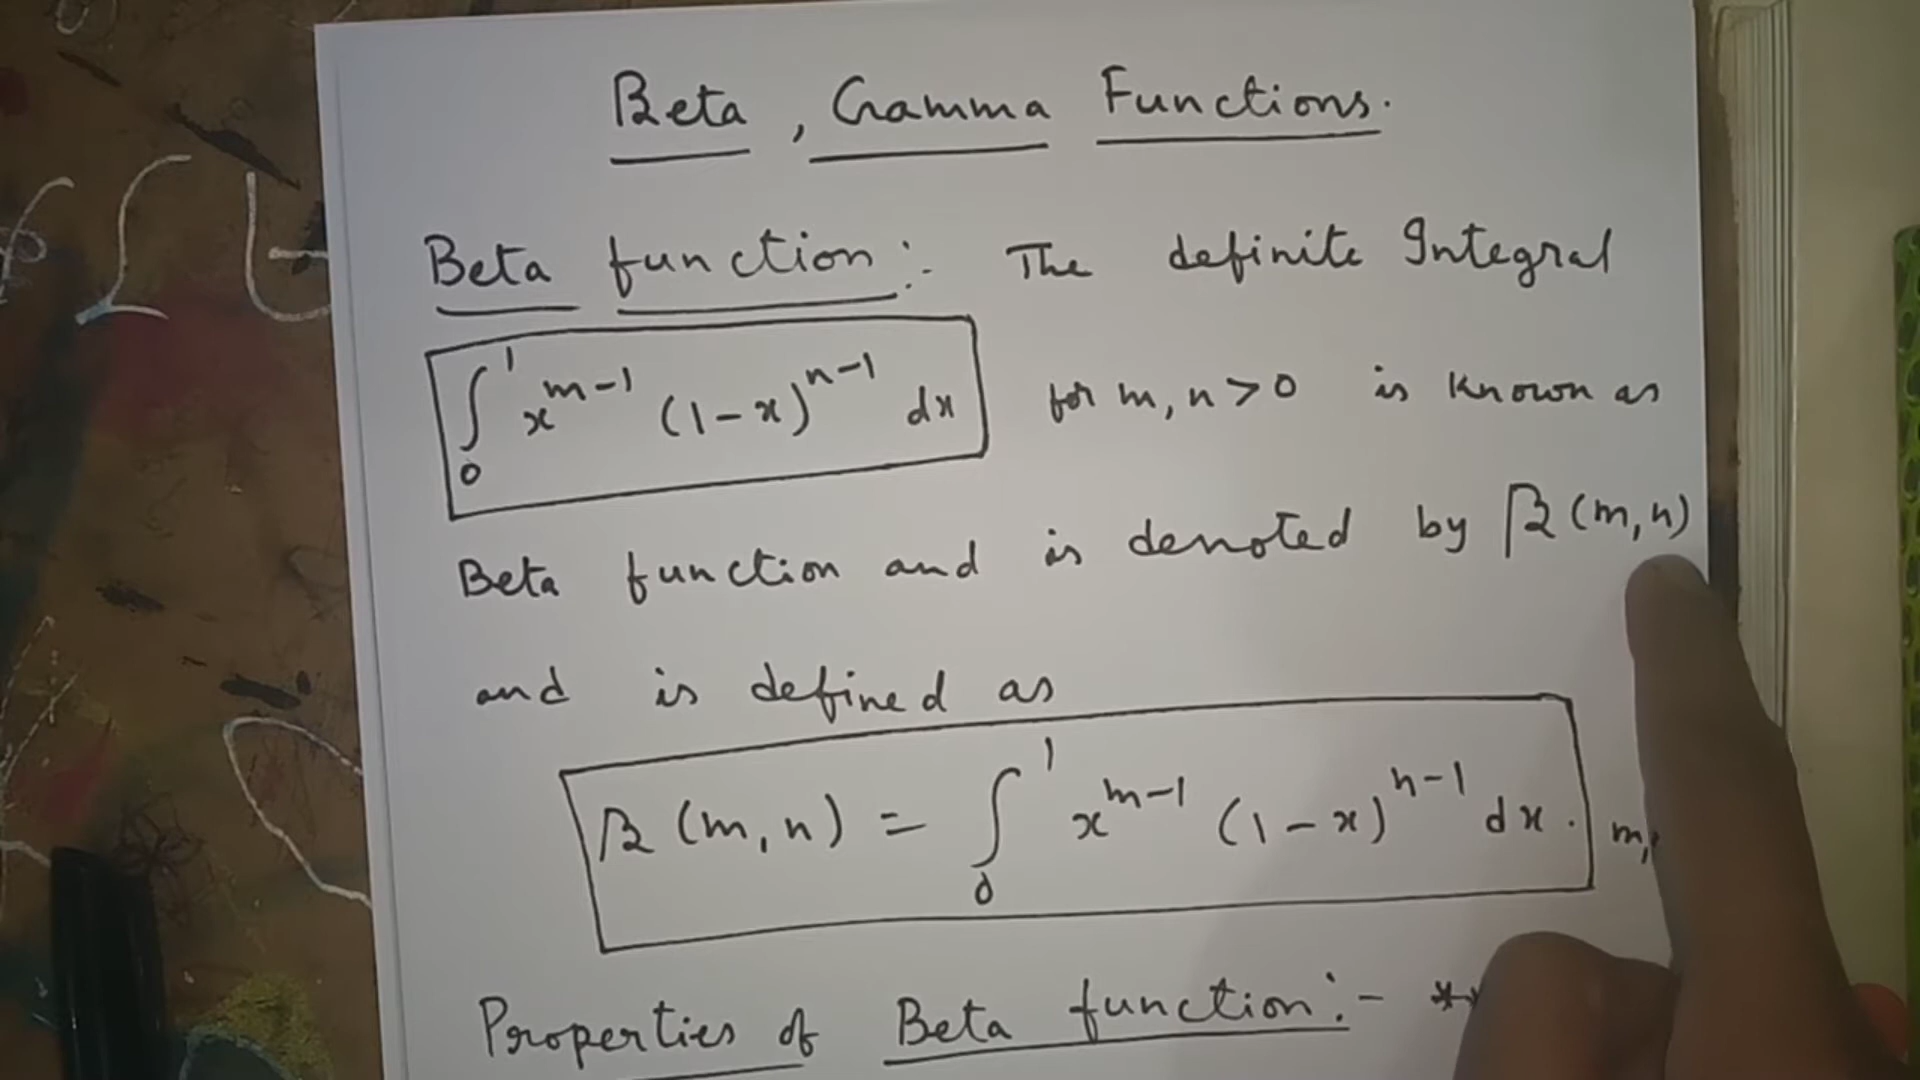 Beta, Gamma Functions.
Beta function:- The definite Integral
∫₀¹ x^(m-1) (1-x)^(n-1) dx for m, n > 0 is known as
Beta function and is denoted by β(m,n)
and is defined as
β(m,n) = ∫₀¹ x^(m-1) (1-x)^(n-1) dx. m,
Properties of Beta function:- **